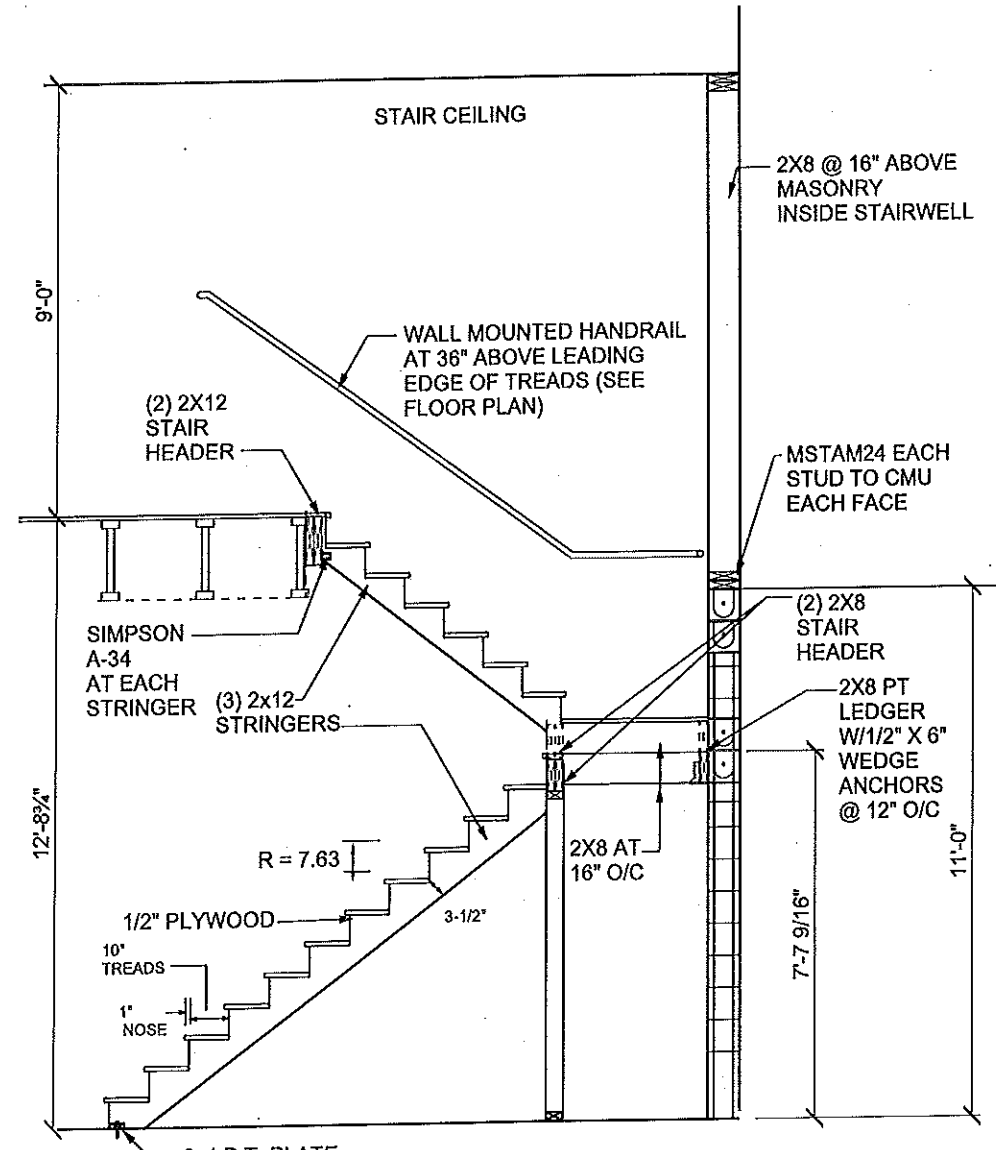 STAIR CEILING
2X8 @ 16" ABOVE
MASONRY
INSIDE STAIRWELL
9'-0"
WALL MOUNTED HANDRAIL
AT 36" ABOVE LEADING
EDGE OF TREADS (SEE
FLOOR PLAN)
(2) 2X12
STAIR
HEADER
MSTAM24 EACH
STUD TO CMU
EACH FACE
(2) 2X8
STAIR
HEADER
SIMPSON
A-34
AT EACH
STRINGER
(3) 2x12
STRINGERS
2X8 PT
LEDGER
W/1/2" X 6"
WEDGE
ANCHORS
@ 12" O/C
12'-8¾"
R = 7.63
2X8 AT
16" O/C
11'-0"
1/2" PLYWOOD
3-1/2"
7'-7 9/16"
10"
TREADS
1"
NOSE
P.T. PLATE